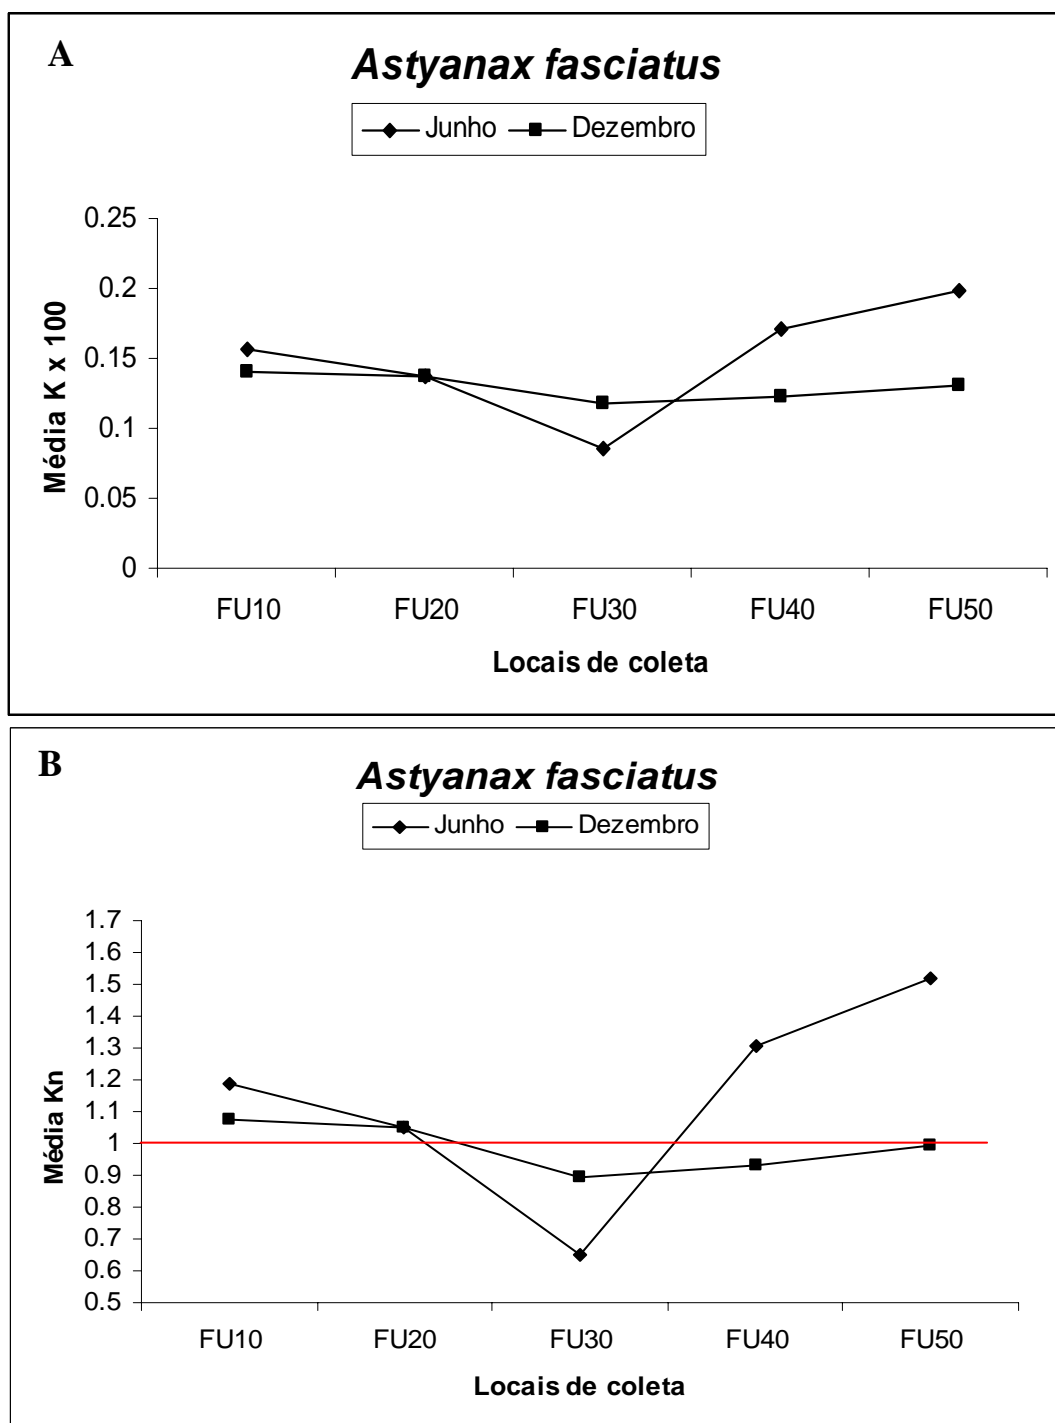 A
Astyanax fasciatus
Junho Dezembro
Média K x 100
0.25
0.2
0.15
0.1
0.05
0
FU10 FU20 FU30 FU40 FU50
Locais de coleta
B
Astyanax fasciatus
Junho Dezembro
Média Kn
1.7
1.6
1.5
1.4
1.3
1.2
1.1
1
0.9
0.8
0.7
0.6
0.5
FU10 FU20 FU30 FU40 FU50
Locais de coleta